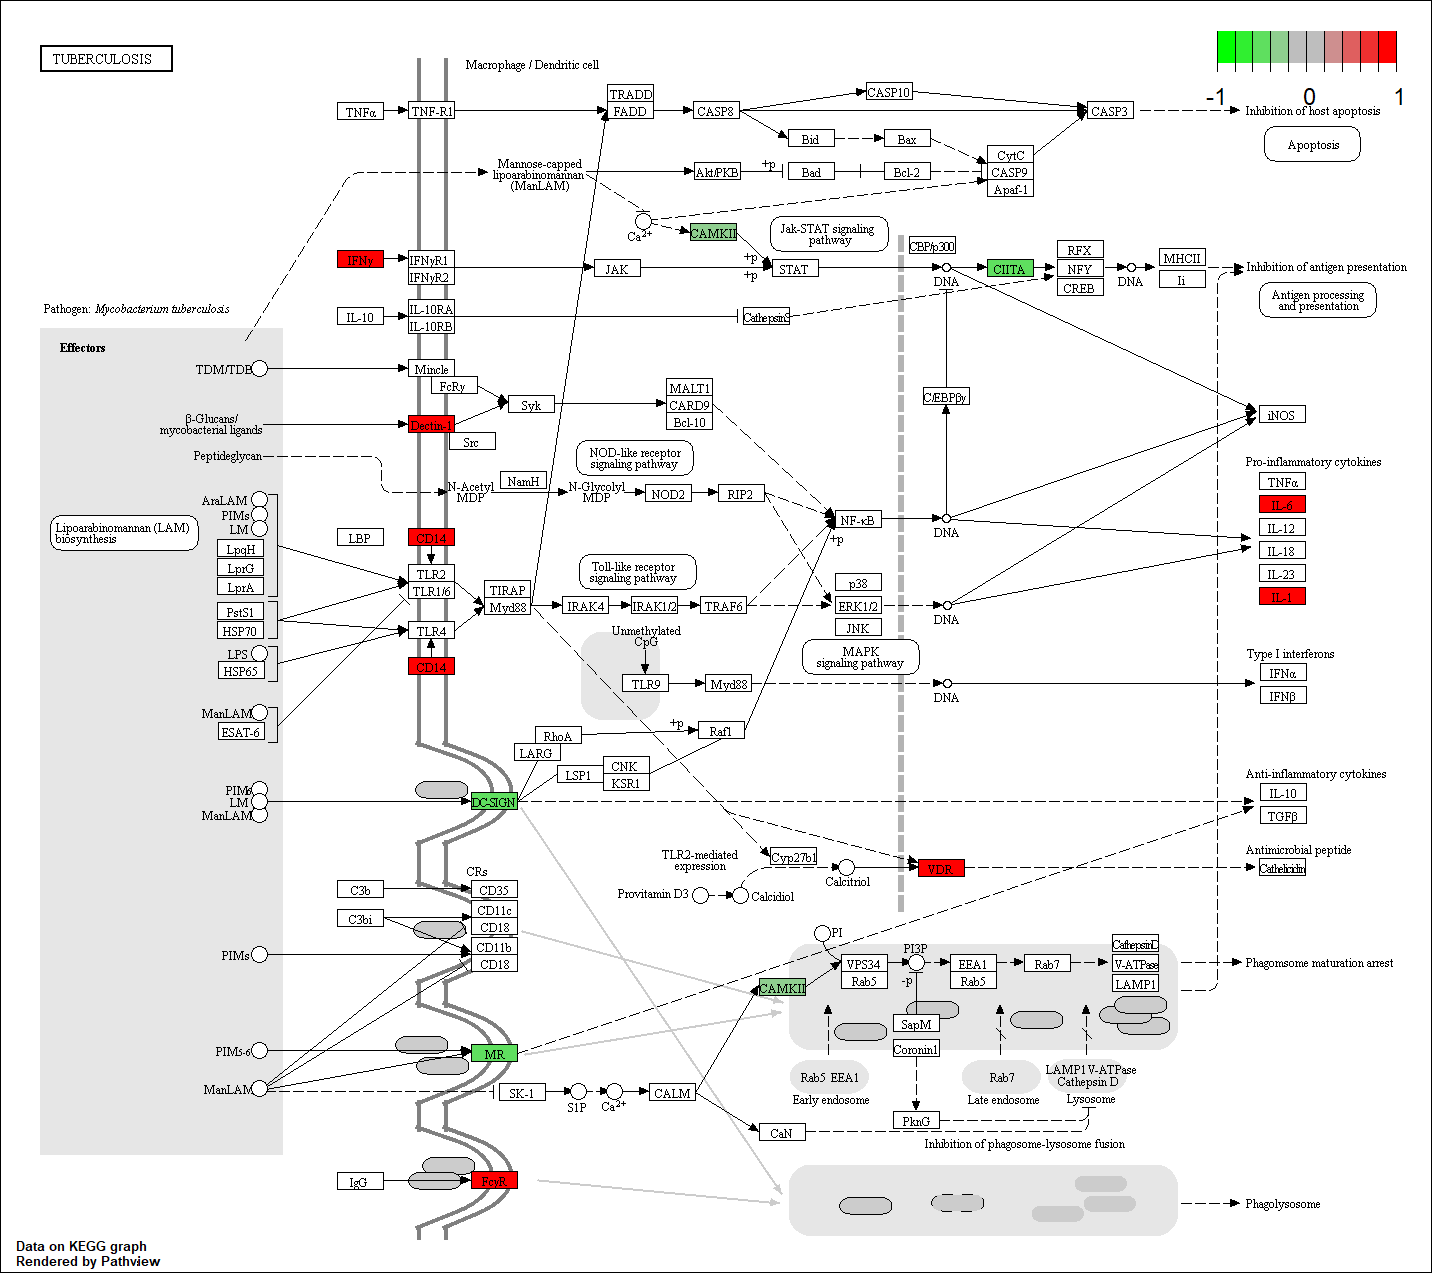 TUBERCULOSIS
Macrophage / Dendritic cell
-1
0
1
TNFα
TNF-R1
TRADD
FADD
CASP8
CASP10
CASP3
Inhibition of host apoptosis
Apoptosis
Bid
Bax
Mannose-capped
lipoarabinomannan
(ManLAM)
Akt/PKB
+p
Bad
Bcl-2
CytC
CASP9
Apaf-1
Ca2+
CAMKII
Jak-STAT signaling
pathway
IFNγ
IFNγR1
IFNγR2
JAK
+p
+p
STAT
CBP/p300
DNA
CIITA
RFX
NFY
CREB
DNA
MHCII
Ii
Inhibition of antigen presentation
Antigen processing
and presentation
Pathogen: Mycobacterium tuberculosis
IL-10
IL-10RA
IL-10RB
CathepsinS
Effectors
TDM/TDB
Mincle
FcRγ
Syk
MALT1
CARD9
Bcl-10
C/EBPβγ
iNOS
β-Glucans/
mycobacterial ligands
Dectin-1
Src
Peptideglycan
N-Acetyl
MDP
NamH
N-Glycolyl
MDP
NOD-like receptor
signaling pathway
NOD2
RIP2
NF-κB
+p
DNA
Pro-inflammatory cytokines
TNFα
IL-6
IL-12
IL-18
IL-23
IL-1
AraLAM
PIMs
LM
LpqH
LprG
LprA
Lipoarabinomannan (LAM)
biosynthesis
LBP
CD14
TLR2
TLR1/6
TIRAP
Myd88
Toll-like receptor
signaling pathway
IRAK4
IRAK1/2
TRAF6
p38
ERK1/2
JNK
DNA
MAPK
signaling pathway
PstS1
HSP70
TLR4
LPS
HSP65
CD14
Unmethylated
CpG
TLR9
Myd88
DNA
Type I interferons
IFNα
IFNβ
ManLAM
ESAT-6
RhoA
LARG
+p
Raf1
LSP1
CNK
KSR1
PIMs
LM
ManLAM
DC-SIGN
Anti-inflammatory cytokines
IL-10
TGFβ
TLR2-mediated
expression
Cyp27b1
Provitamin D3
Calcidiol
Calcitriol
VDR
Antimicrobial peptide
Cathelicidin
CRs
C3b
CD35
C3bi
CD11c
CD18
CD11b
CD18
PIMs
PI
VPS34
Rab5
PI3P
-p
EEA1
Rab5
Rab7
CathepsinD
V-ATPase
LAMP1
Phagomsome maturation arrest
CAMKII
SapM
Coronin1
PIM5-6
MR
ManLAM
SK-1
S1P
Ca2+
CALM
CaN
Rab5 EEA1
Early endosome
Rab7
Late endosome
LAMP1V-ATPase
Cathepsin D
Lysosome
PknG
Inhibition of phagosome-lysosome fusion
IgG
FcγR
Phagolysosome
Data on KEGG graph
Rendered by Pathview